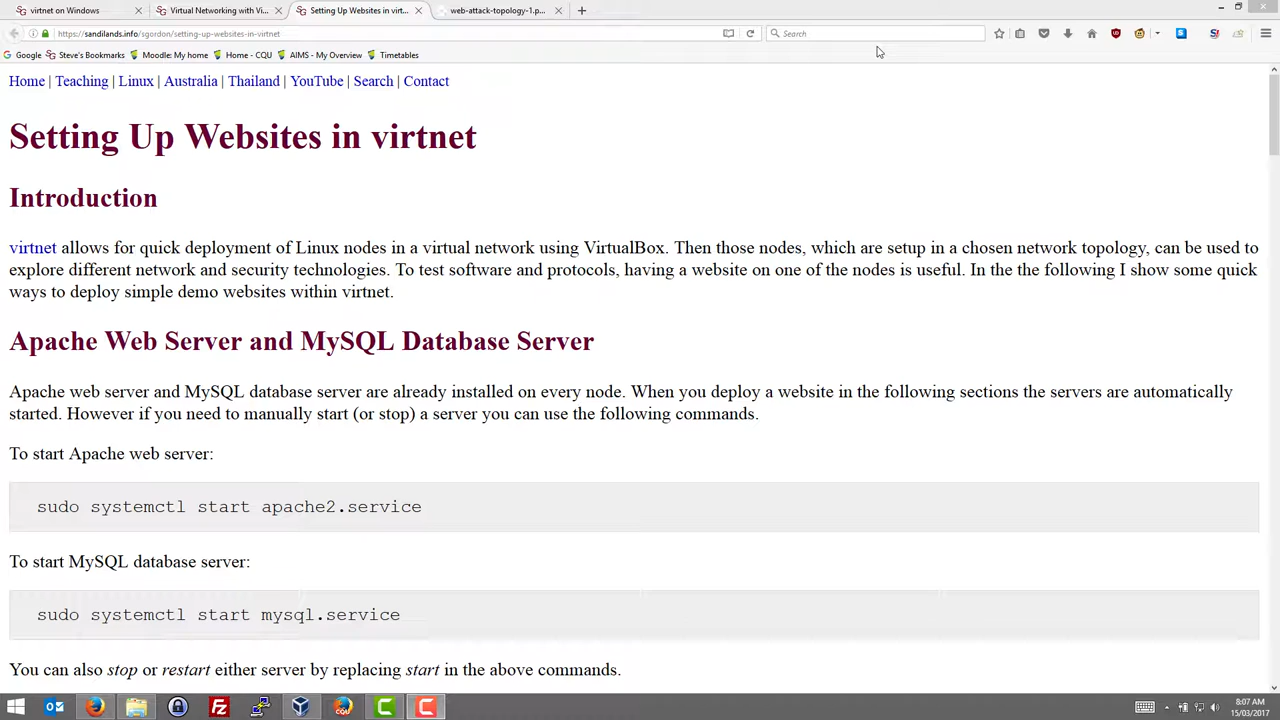 virtnet on Windows
Virtual Networking with Vi...
Setting Up Websites in virt...
web-attack-topology-1.p...
https://sandilands.info/sgordon/setting-up-websites-in-virtnet
Search
Google
Steve's Bookmarks
Moodle: My home
Home - CQU
AIMS - My Overview
Timetables
Home | Teaching | Linux | Australia | Thailand | YouTube | Search | Contact
Setting Up Websites in virtnet
Introduction
virtnet allows for quick deployment of Linux nodes in a virtual network using VirtualBox. Then those nodes, which are setup in a chosen network topology, can be used to
explore different network and security technologies. To test software and protocols, having a website on one of the nodes is useful. In the the following I show some quick
ways to deploy simple demo websites within virtnet.
Apache Web Server and MySQL Database Server
Apache web server and MySQL database server are already installed on every node. When you deploy a website in the following sections the servers are automatically
started. However if you need to manually start (or stop) a server you can use the following commands.
To start Apache web server:
sudo systemctl start apache2.service
To start MySQL database server:
sudo systemctl start mysql.service
You can also stop or restart either server by replacing start in the above commands.
8:07 AM
15/03/2017